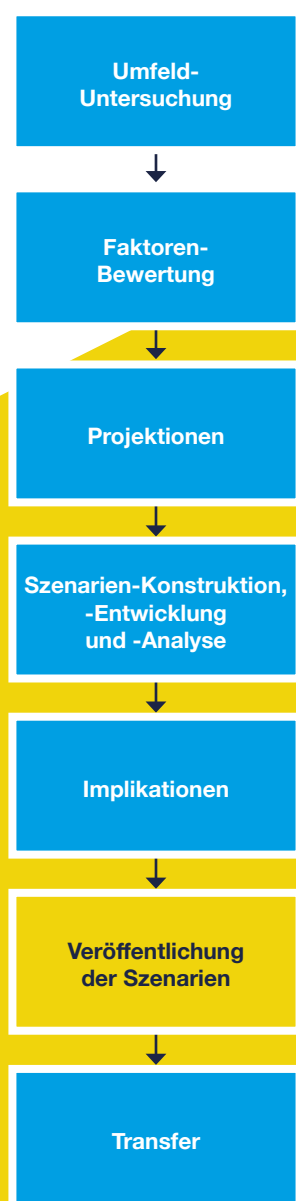 Umfeld-
Untersuchung
Faktoren-
Bewertung
Projektionen
Szenarien-Konstruktion,
-Entwicklung
und -Analyse
Implikationen
Veröffentlichung
der Szenarien
Transfer